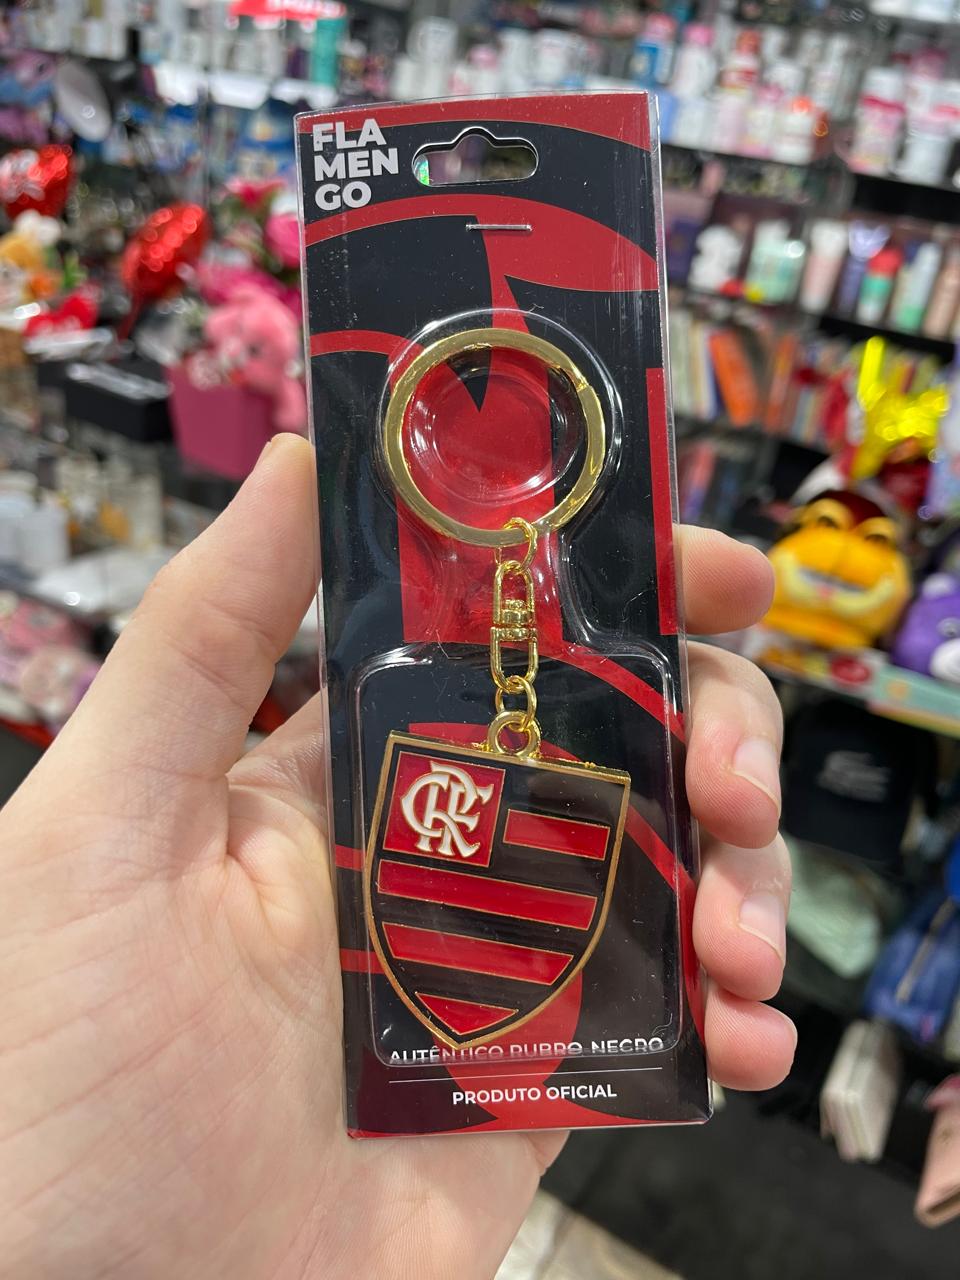 FLA
MEN
GO
CRF
AUTÊNTICO RUBRO NEGRO
PRODUTO OFICIAL